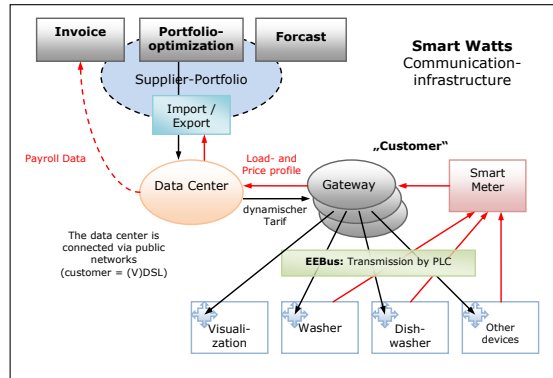 Invoice
Portfolio-
optimization
Forcast
Smart Watts
Communication-
infrastructure
Supplier-Portfolio
Import /
Export
„Customer“
Payroll Data
Load- and
Price profile
Data Center
Gateway
Smart
Meter
dynamischer
Tarif
The data center is
connected via public
networks
(customer = (V)DSL)
EEBus: Transmission by PLC
Visuali-
zation
Washer
Dish-
washer
Other
devices